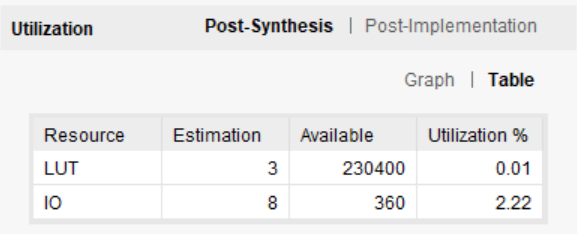 Utilization Post-Synthesis | Post-Implementation
Graph | Table
Resource Estimation Available Utilization %
LUT 3 230400 0.01
IO 8 360 2.22